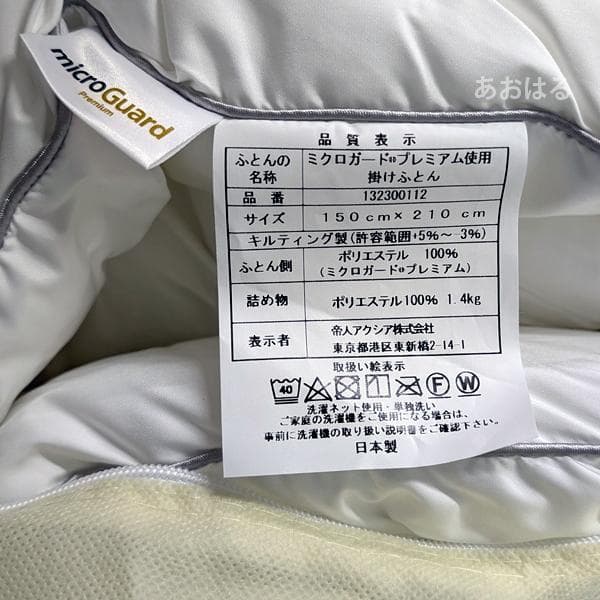 あおはる
microGuard
Premium
品質表示
ふとんの名称 ミクロガード®プレミアム使用 掛けふとん
品番 132300112
サイズ 150cm×210cm
キルティング製(許容範囲+5%〜-3%)
ふとん側 ポリエステル 100% (ミクロガード®プレミアム)
詰め物 ポリエステル100% 1.4kg
表示者 帝人アクシア株式会社 東京都港区東新橋2-14-1
取扱い絵表示
40 F W
洗濯ネット使用・単独洗い
ご家庭の洗濯機をご使用になる場合は、
事前に洗濯機の取り扱い説明書をご確認下さい。
日本製